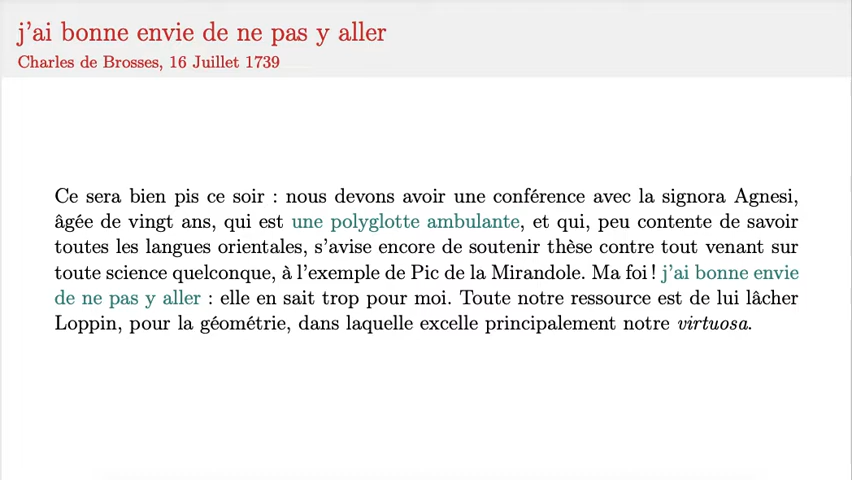 j'ai bonne envie de ne pas y aller
Charles de Brosses, 16 Juillet 1739
Ce sera bien pis ce soir : nous devons avoir une conférence avec la signora Agnesi,
âgée de vingt ans, qui est une polyglotte ambulante, et qui, peu contente de savoir
toutes les langues orientales, s'avise encore de soutenir thèse contre tout venant sur
toute science quelconque, à l'exemple de Pic de la Mirandole. Ma foi ! j'ai bonne envie
de ne pas y aller : elle en sait trop pour moi. Toute notre ressource est de lui lâcher
Loppin, pour la géométrie, dans laquelle excelle principalement notre virtuosa.